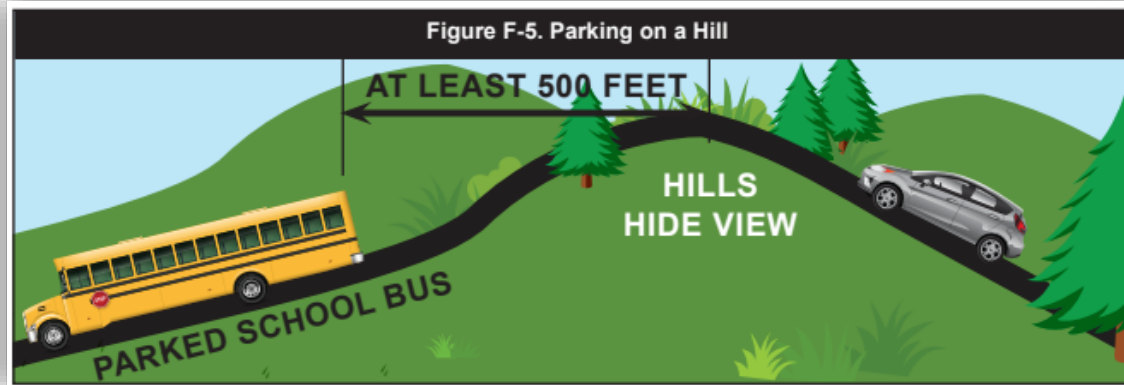 Figure F-5. Parking on a Hill
AT LEAST 500 FEET
HILLS
HIDE VIEW
PARKED SCHOOL BUS